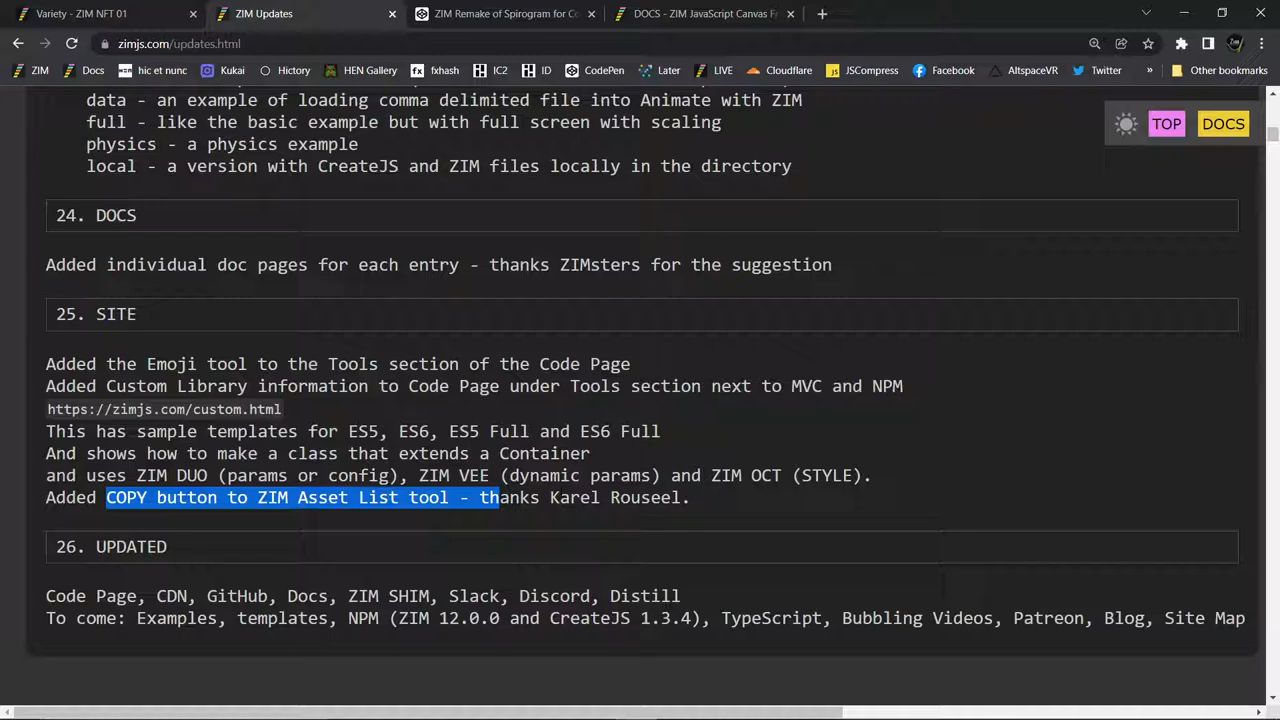 Variety - ZIM NFT 01
ZIM Updates
ZIM Remake of Spirogram for Co
DOCS - ZIM JavaScript Canvas F
zimjs.com/updates.html
ZIM
Docs
hic et nunc
Kukai
Hictory
HEN Gallery
fxhash
IC2
ID
CodePen
Later
LIVE
Cloudflare
JSCompress
Facebook
AltspaceVR
Twitter
»
Other bookmarks
data - an example of loading comma delimited file into Animate with ZIM
full - like the basic example but with full screen with scaling
physics - a physics example
local - a version with CreateJS and ZIM files locally in the directory
TOP
DOCS
24. DOCS
Added individual doc pages for each entry - thanks ZIMsters for the suggestion
25. SITE
Added the Emoji tool to the Tools section of the Code Page
Added Custom Library information to Code Page under Tools section next to MVC and NPM
https://zimjs.com/custom.html
This has sample templates for ES5, ES6, ES5 Full and ES6 Full
And shows how to make a class that extends a Container
and uses ZIM DUO (params or config), ZIM VEE (dynamic params) and ZIM OCT (STYLE).
Added COPY button to ZIM Asset List tool - thanks Karel Rouseel.
26. UPDATED
Code Page, CDN, GitHub, Docs, ZIM SHIM, Slack, Discord, Distill
To come: Examples, templates, NPM (ZIM 12.0.0 and CreateJS 1.3.4), TypeScript, Bubbling Videos, Patreon, Blog, Site Map